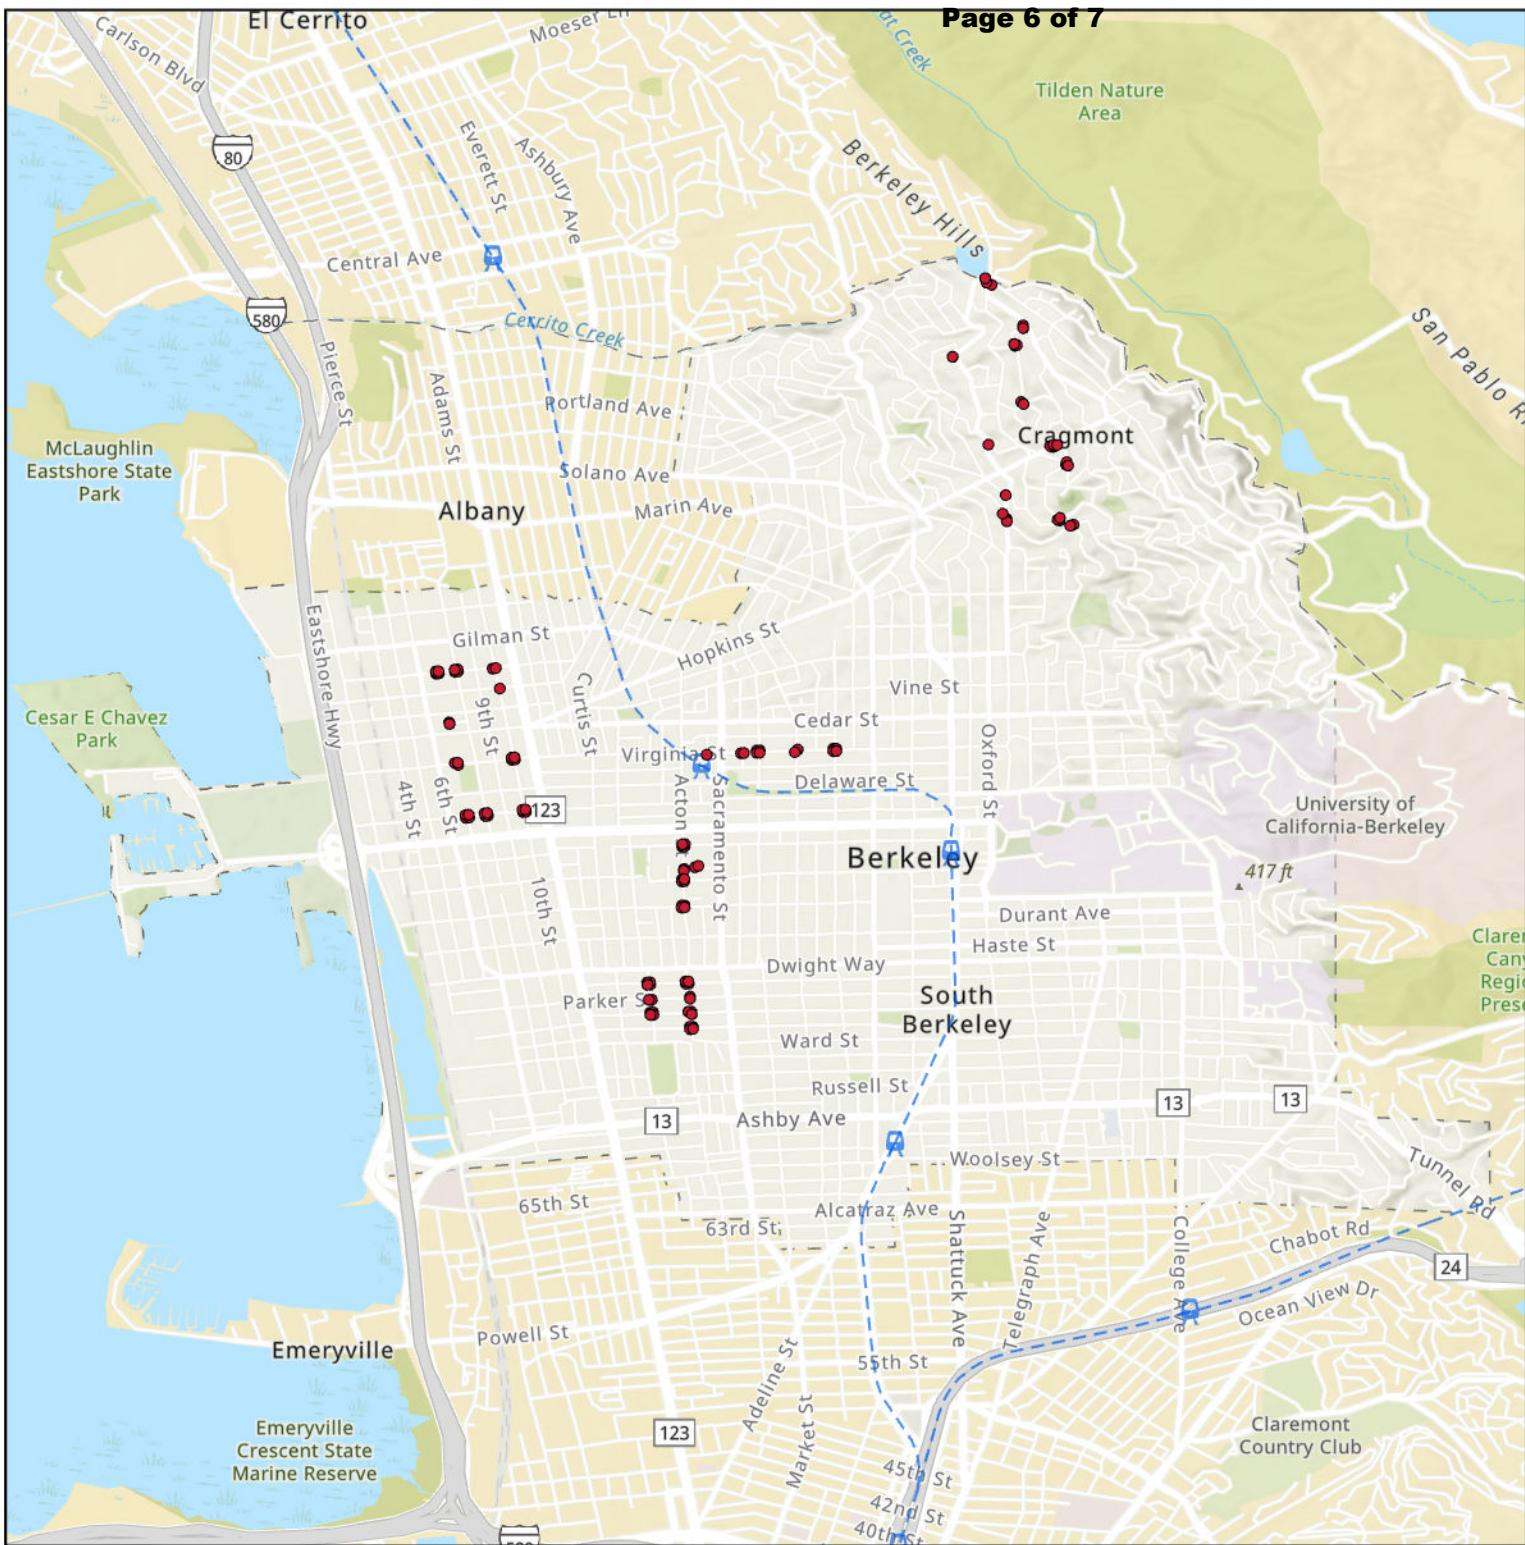 Page 6 of 7
El Cerrito
Moeser Ln
Carlson Blvd
Tilden Nature
Area
80
Everett St
Ashbury Ave
Berkeley Hills
Central Ave
580
Cerrito Creek
Pierce St
San Pablo
Adams St
Portland Ave
Cragmont
McLaughlin
Eastshore State
Park
Solano Ave
Albany
Marin Ave
Eastshore Hwy
Gilman St
Hopkins St
Curtis St
Vine St
Cesar E Chavez
Park
9th St
Cedar St
Oxford St
Virginia St
Delaware St
4th St
6th St
123
Acton
Sacramento St
University of
California-Berkeley
Berkeley
417 ft
10th St
Durant Ave
Haste St
Dwight Way
Parker S
South
Berkeley
Ward St
Russell St
13
Ashby Ave
13
13
Woolsey St
Tunnel Rd
65th St
63rd St
Alcatraz Ave
Shattuck Ave
Telegraph Ave
College Ave
Chabot Rd
24
Ocean View Dr
Powell St
Emeryville
55th St
Adeline St
Market St
123
Emeryville
Crescent State
Marine Reserve
Claremont
Country Club
45th St
42nd St
40th St